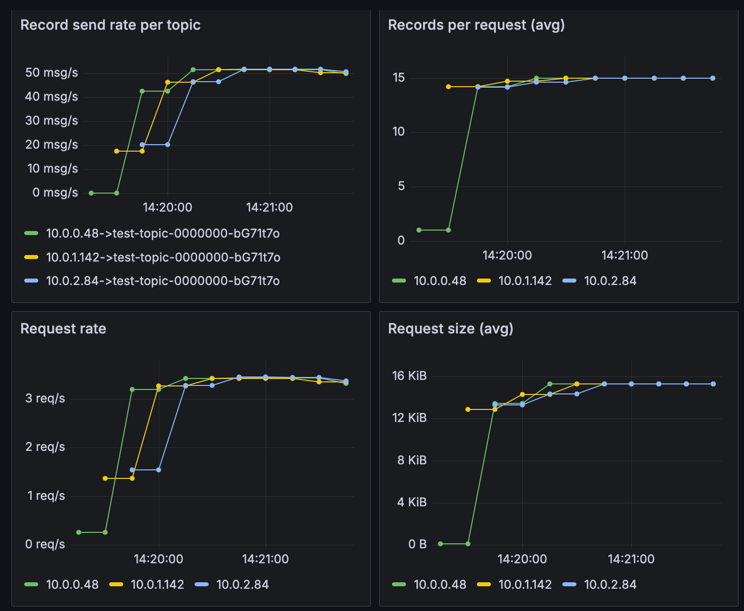 Record send rate per topic
50 msg/s
40 msg/s
30 msg/s
20 msg/s
10 msg/s
0 msg/s
14:20:00
14:21:00
10.0.0.48->test-topic-0000000-bG71t7o
10.0.1.142->test-topic-0000000-bG71t7o
10.0.2.84->test-topic-0000000-bG71t7o
Records per request (avg)
15
10
5
0
14:20:00
14:21:00
10.0.0.48
10.0.1.142
10.0.2.84
Request rate
3 req/s
2 req/s
1 req/s
0 req/s
14:20:00
14:21:00
10.0.0.48
10.0.1.142
10.0.2.84
Request size (avg)
16 KiB
12 KiB
8 KiB
4 KiB
0 B
14:20:00
14:21:00
10.0.0.48
10.0.1.142
10.0.2.84